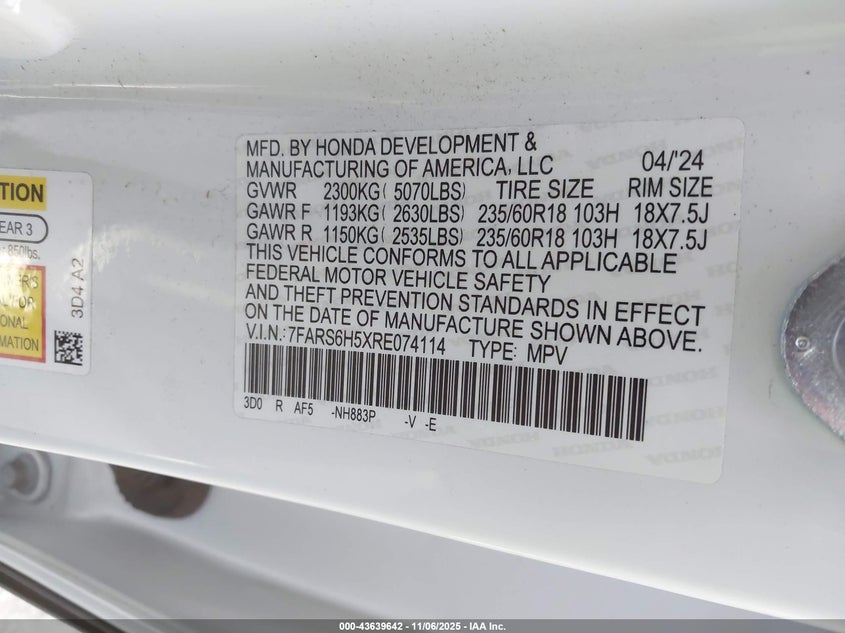 TION
EAR 3
: 850lbs.
ONAL
MATION
3D4 A2
MFD. BY HONDA DEVELOPMENT &
MANUFACTURING OF AMERICA, LLC 04/'24
GVWR 2300KG( 5070LBS) TIRE SIZE RIM SIZE
GAWR F 1193KG( 2630LBS) 235/60R18 103H 18X7.5J
GAWR R 1150KG( 2535LBS) 235/60R18 103H 18X7.5J
THIS VEHICLE CONFORMS TO ALL APPLICABLE
FEDERAL MOTOR VEHICLE SAFETY
AND THEFT PREVENTION STANDARDS IN EFFECT
ON THE DATE OF MANUFACTURE SHOWN ABOVE.
V.I.N.: 7FARS6H5XRE074114 TYPE: MPV
3D0 R AF5 -NH883P -V -E
000-43639642 - 11/06/2025 - IAA Inc.